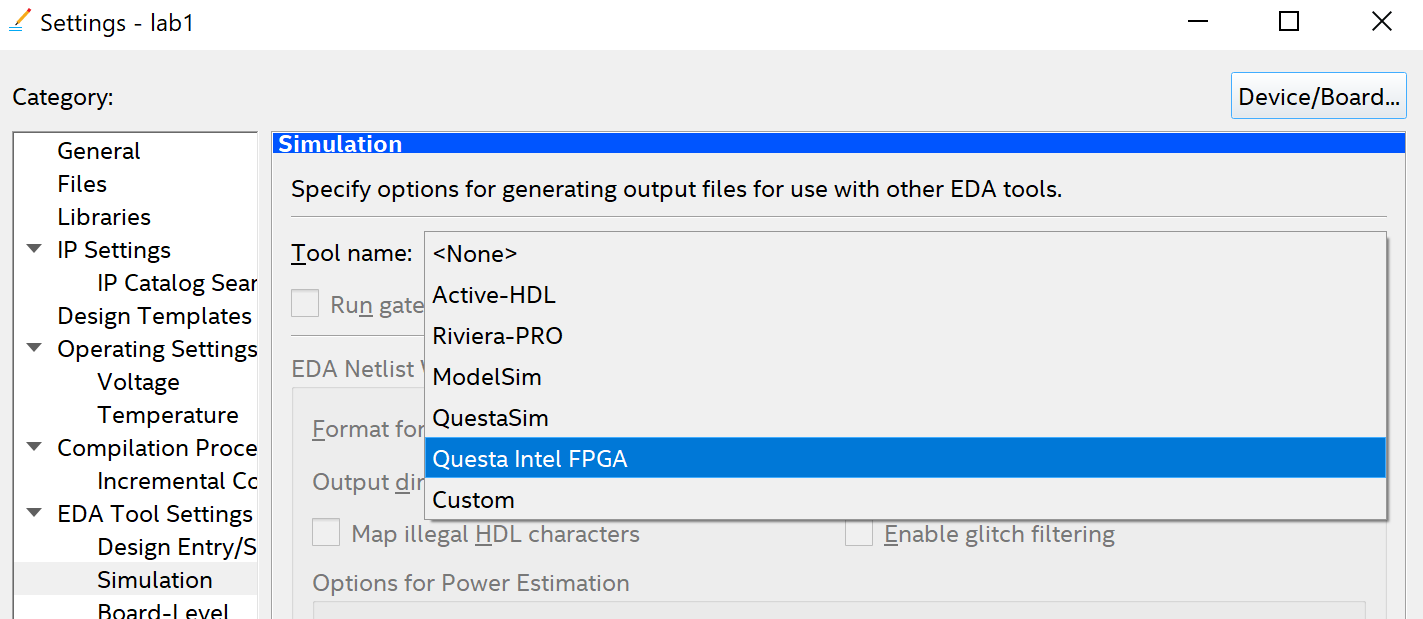 Settings - lab1
Category:
Device/Board...
General
Files
Libraries
IP Settings
IP Catalog Sear
Design Templates
Operating Settings
Voltage
Temperature
Compilation Proce
Incremental Co
EDA Tool Settings
Design Entry/S
Simulation
Board-Level
Simulation
Specify options for generating output files for use with other EDA tools.
Tool name:
<None>
Active-HDL
Riviera-PRO
ModelSim
QuestaSim
Questa Intel FPGA
Custom
Run gate
EDA Netlist
Format for
Output dir
Map illegal HDL characters
Enable glitch filtering
Options for Power Estimation